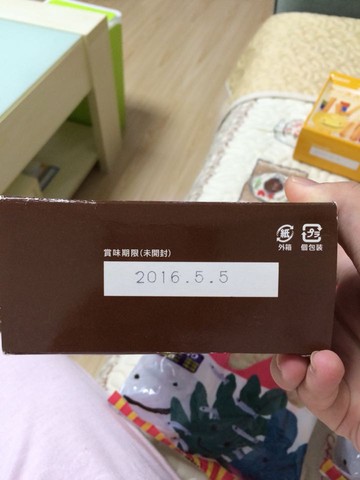 賞味期限(未開封)
2016.5.5
紙 プラ
外箱 個包装